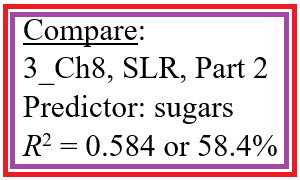 Compare:
3_Ch8, SLR, Part 2
Predictor: sugars
R² = 0.584 or 58.4%